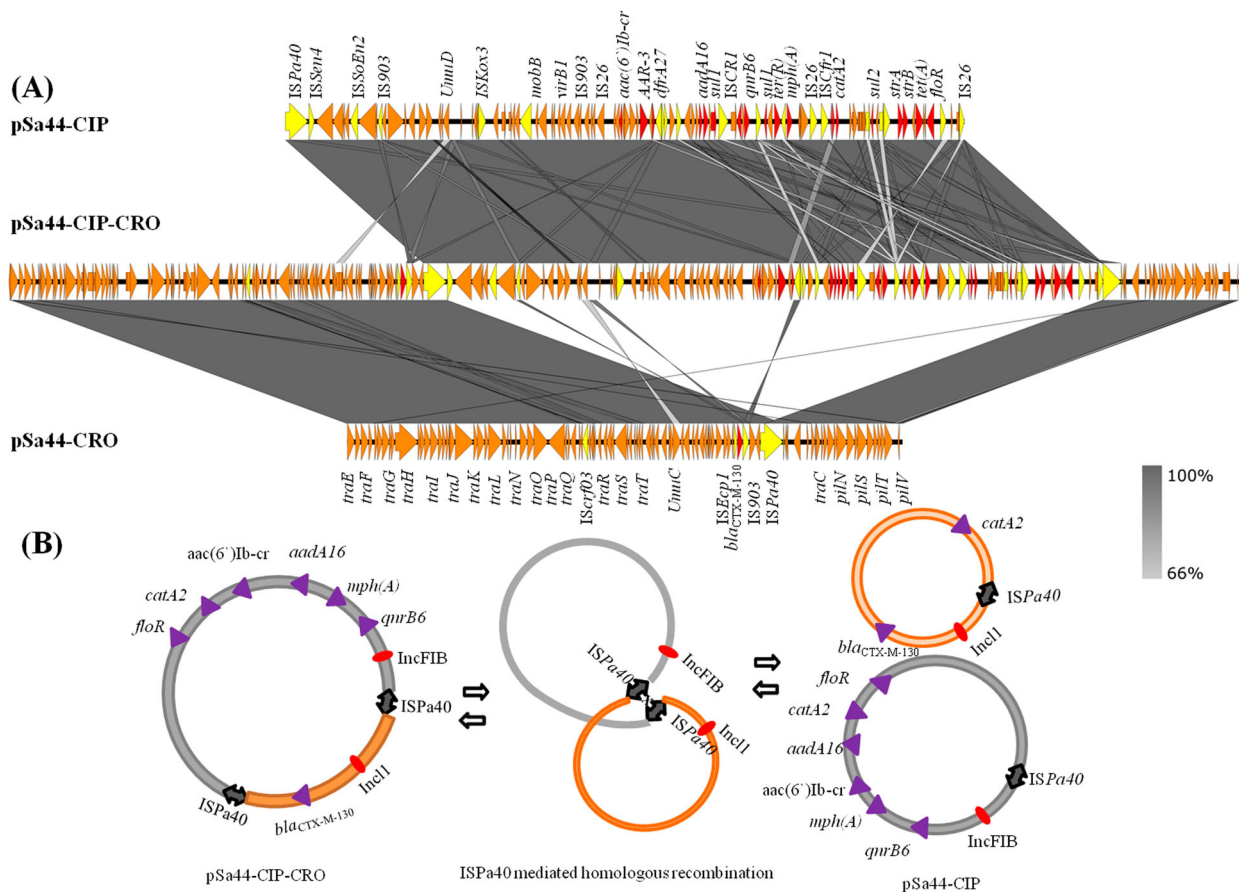 (A)
ISPa40
ISSen4
ISSoEn2
IS903
UmuD
ISKox3
mobB
virB1
IS903
IS26
aac(6`)Ib-cr
AAR-3
dfrA27
aadA16
sul1
ISCR1
qnrB6
sul1
ter(R)
mph(A)
IS26
ISCfr1
catA2
sul2
strA
strB
tet(A)
floR
IS26
pSa44-CIP
pSa44-CIP-CRO
pSa44-CRO
traE
traF
traG
traH
traI
traJ
traK
traL
traN
traO
traP
traQ
IScrf03
traR
traS
traT
UmuC
ISEcp1
blaCTX-M-130
IS903
ISPa40
traC
pilN
pilS
pilT
pilV
100%
66%
(B)
aac(6`)Ib-cr
aadA16
mph(A)
qnrB6
catA2
floR
IncFIB
ISPa40
IncI1
blaCTX-M-130
ISPa40
pSa44-CIP-CRO
IncFIB
ISPa40
ISPa40
IncI1
ISPa40 mediated homologous recombination
catA2
ISPa40
IncI1
blaCTX-M-130
floR
catA2
aadA16
aac(6`)Ib-cr
mph(A)
qnrB6
IncFIB
ISPa40
pSa44-CIP